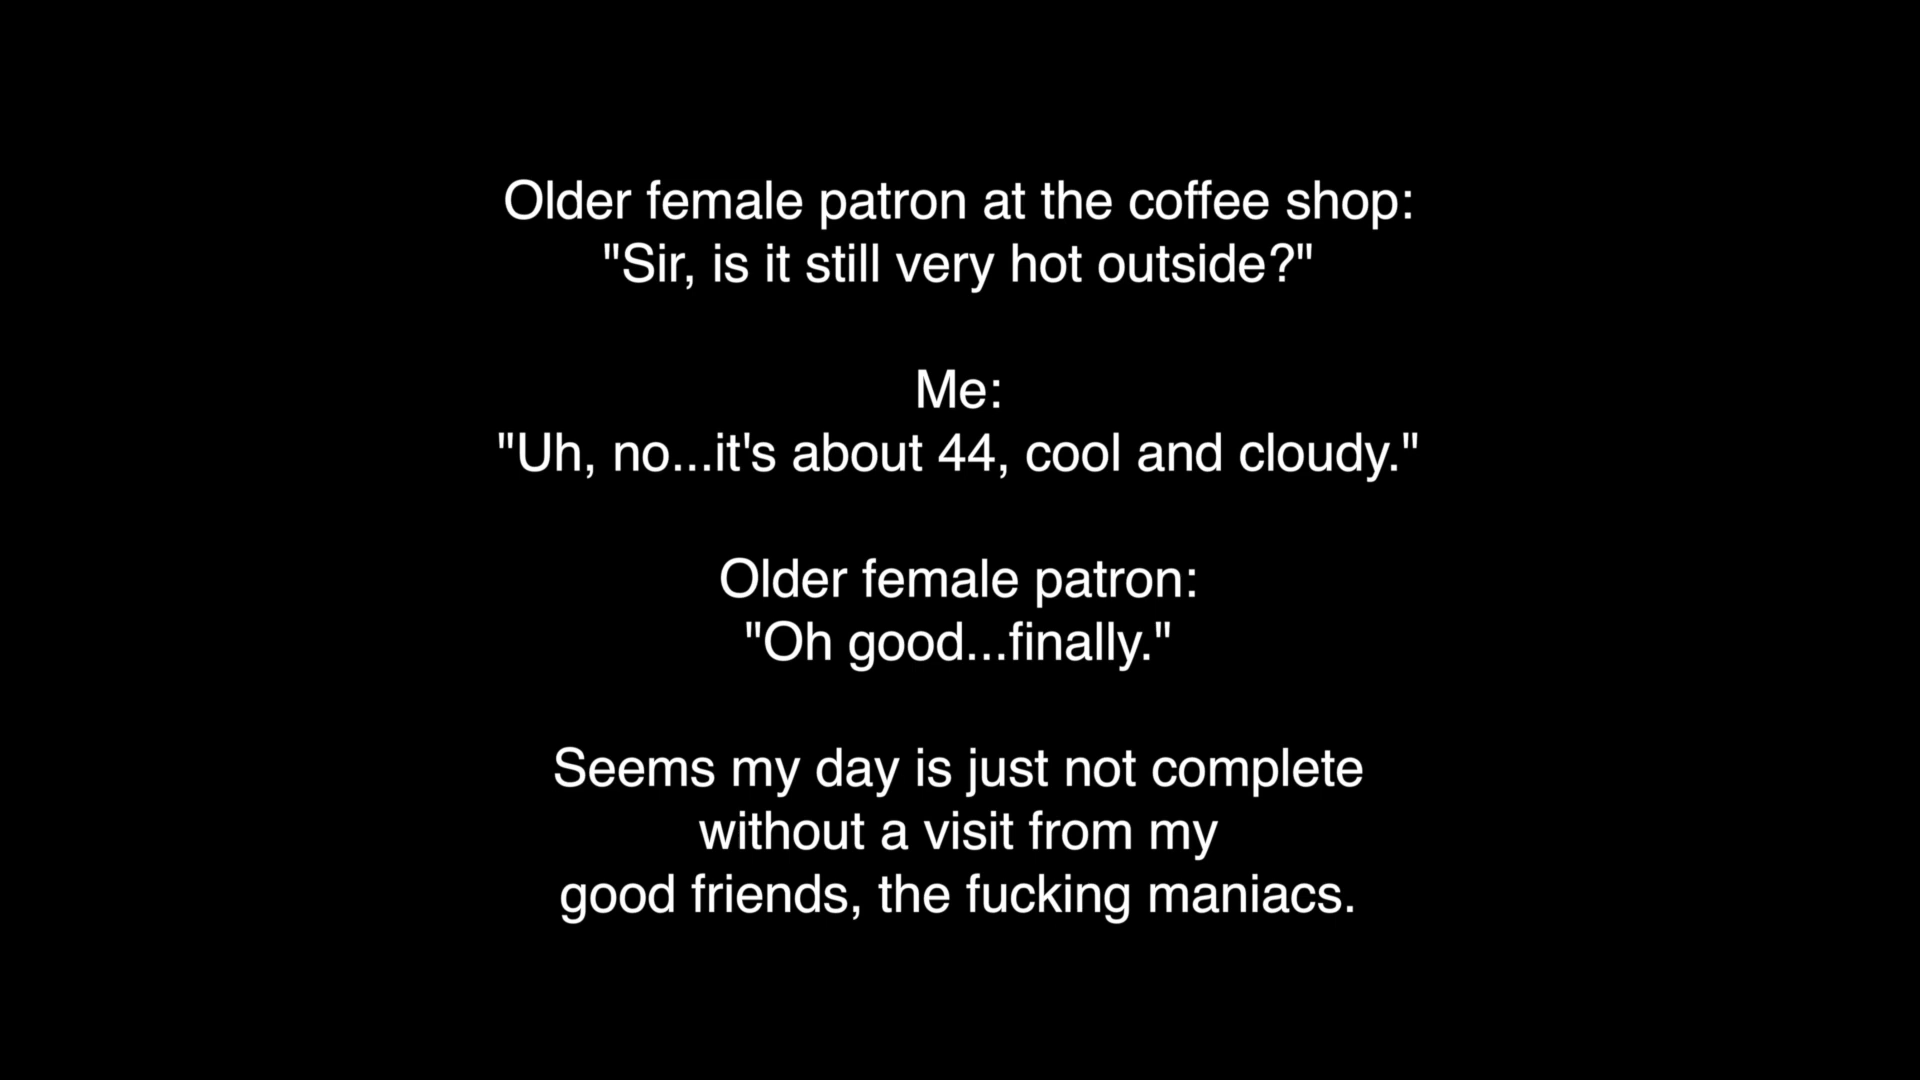 Older female patron at the coffee shop:
"Sir, is it still very hot outside?"
Me:
"Uh, no...it's about 44, cool and cloudy."
Older female patron:
"Oh good...finally."
Seems my day is just not complete
without a visit from my
good friends, the fucking maniacs.